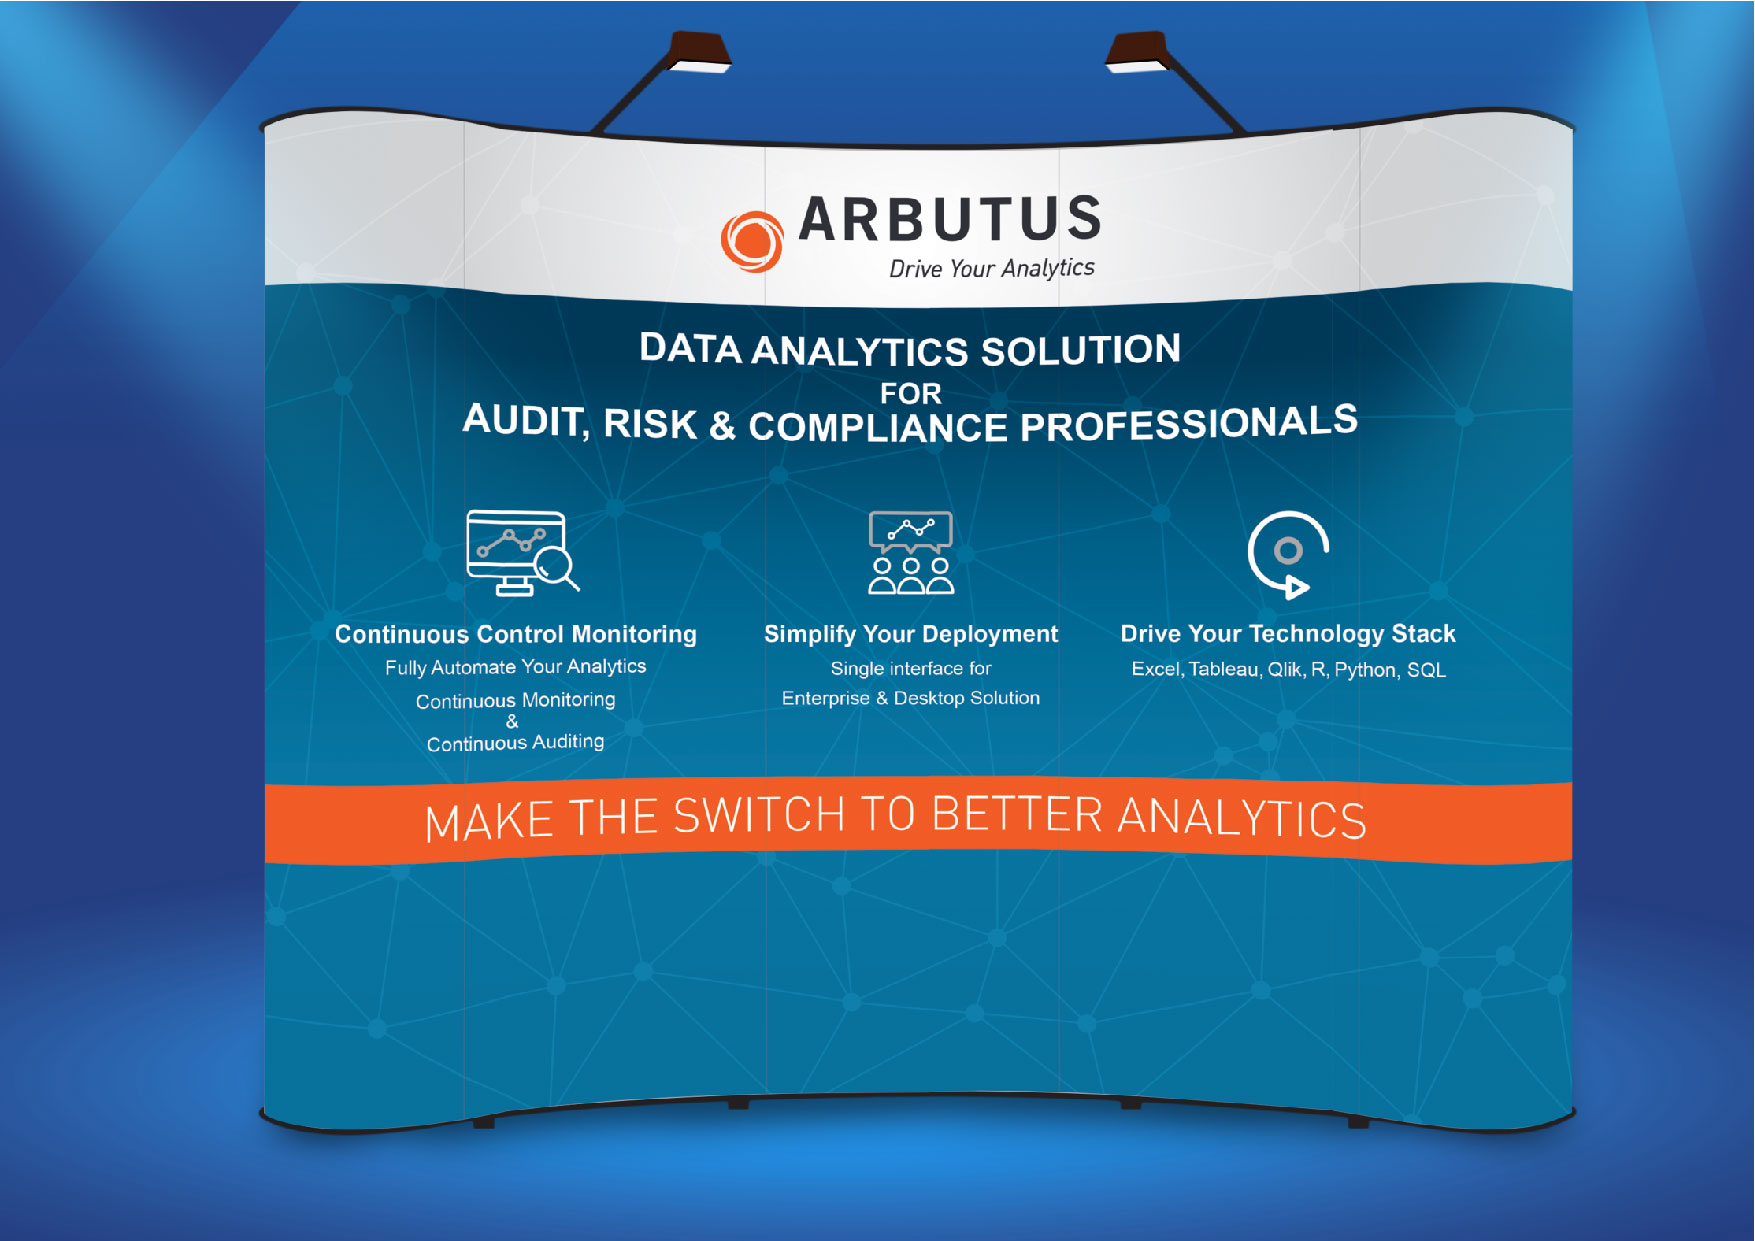 ARBUTUS
Drive Your Analytics
DATA ANALYTICS SOLUTION
FOR
AUDIT, RISK & COMPLIANCE PROFESSIONALS
Continuous Control Monitoring
Fully Automate Your Analytics
Continuous Monitoring
&
Continuous Auditing
Simplify Your Deployment
Single interface for
Enterprise & Desktop Solution
Drive Your Technology Stack
Excel, Tableau, Qlik, R, Python, SQL
MAKE THE SWITCH TO BETTER ANALYTICS